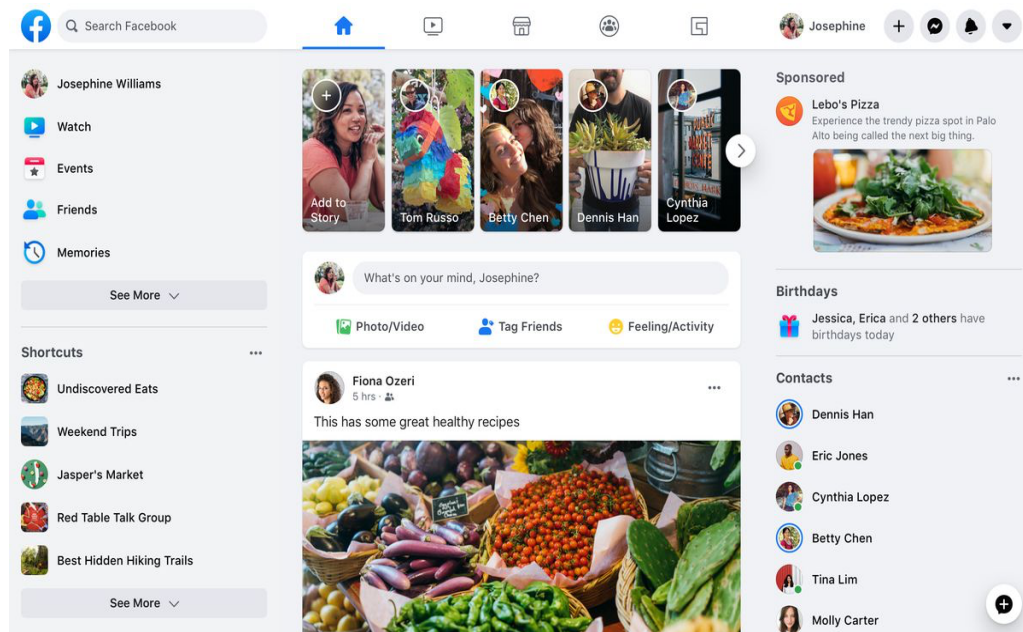 Search Facebook
Josephine
Josephine Williams
Watch
Events
Friends
Memories
See More
Shortcuts
Undiscovered Eats
Weekend Trips
Jasper's Market
Red Table Talk Group
Best Hidden Hiking Trails
See More
Add to
Story
Tom Russo
Betty Chen
Dennis Han
Cynthia
Lopez
What's on your mind, Josephine?
Photo/Video
Tag Friends
Feeling/Activity
Fiona Ozeri
5 hrs ·
This has some great healthy recipes
Sponsored
Lebo's Pizza
Experience the trendy pizza spot in Palo
Alto being called the next big thing.
Birthdays
Jessica, Erica and 2 others have
birthdays today
Contacts
Dennis Han
Eric Jones
Cynthia Lopez
Betty Chen
Tina Lim
Molly Carter